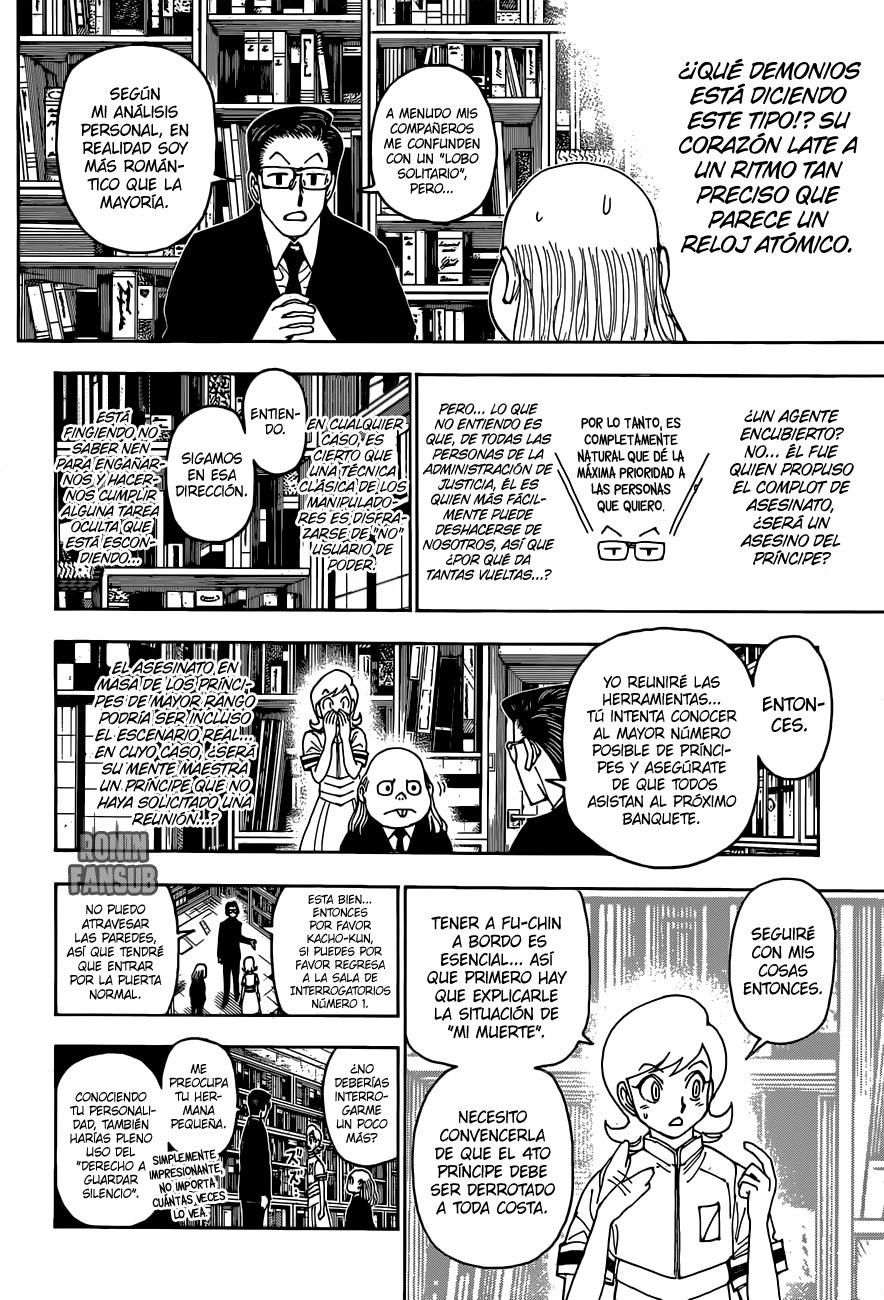 ¿¡QUÉ DEMONIOS
ESTÁ DICIENDO
ESTE TIPO!? SU
CORAZÓN LATE A
UN RITMO TAN
PRECISO QUE
PARECE UN
RELOJ ATÓMICO.
A MENUDO MIS
COMPAÑEROS
ME CONFUNDEN
CON UN "LOBO
SOLITARIO",
PERO...
SEGÚN
MI ANÁLISIS
PERSONAL, EN
REALIDAD SOY
MÁS ROMÁN-
TICO QUE LA
MAYORÍA.
¿UN AGENTE
ENCUBIERTO?
NO... ÉL FUE
QUIEN PROPUSO
EL COMPLOT DE
ASESINATO,
¿SERÁ UN
ASESINO DEL
PRÍNCIPE?
POR LO TANTO, ES
COMPLETAMENTE
NATURAL QUE DÉ LA
MÁXIMA PRIORIDAD A
A LAS PERSONAS
QUE QUIERO.
PERO... LO QUE
NO ENTIENDO ES
QUE, DE TODAS LAS
PERSONAS DE LA
ADMINISTRACIÓN DE
JUSTICIA, ÉL ES
QUIEN MÁS FÁCIL-
MENTE PUEDE
DESHACERSE DE
NOSOTROS, ASÍ QUE
¿POR QUÉ DA
TANTAS VUELTAS...?
EN CUALQUIER
CASO, ES
CIERTO QUE
UNA TÉCNICA
CLÁSICA DE LOS
MANIPULADO-
RES ES DISFRA-
ZARSE DE "NO"
USUARIO DE
PODER.
ENTIEN-
DO.
SIGAMOS
EN ESA
DIRECCIÓN.
ESTÁ
FINGIENDO NO
SABER NEN
PARA ENGAÑAR-
NOS Y HACER-
NOS CUMPLIR
ALGUNA TAREA
OCULTA QUE
ESTÁ ESCON-
DIENDO...
ENTON-
CES.
YO REUNIRÉ LAS
HERRAMIENTAS...
TÚ INTENTA CONOCER
AL MAYOR NÚMERO
POSIBLE DE PRÍNCI-
PES Y ASEGÚRATE
DE QUE TODOS
ASISTAN AL PRÓXIMO
BANQUETE.
EL ASESINATO EN
MASA DE LOS PRÍNCI-
PES DE MAYOR RANGO
PODRÍA SER INCLUSO
EL ESCENARIO REAL...
EN CUYO CASO, ¿SERÁ
SU MENTE MAESTRA
UN PRÍNCIPE QUE NO
HAYA SOLICITADO UNA
REUNIÓN...?
RONIN
FANSUB
ESTA BIEN...
ENTONCES
POR FAVOR
KACHO-KUN,
SI PUEDES POR
FAVOR REGRESA
A LA SALA DE
INTERROGATORIOS
NÚMERO 1.
NO PUEDO
ATRAVESAR
LAS PAREDES,
ASÍ QUE TENDRÉ
QUE ENTRAR
POR LA PUERTA
NORMAL.
¿NO
DEBERÍAS
INTERRO-
GARME
UN POCO
MÁS?
ME
PREOCUPA
TU HER-
MANA
PEQUEÑA.
CONOCIENDO
TU PERSONALI-
DAD, TAMBIÉN
HARÍAS PLENO
USO DEL
"DERECHO A
GUARDAR
SILENCIO".
SIMPLEMENTE,
IMPRESIONANTE,
NO IMPORTA
CUÁNTAS VECES
LO VEA.
SEGUIRÉ
CON MIS
COSAS
ENTONCES.
TENER A FU-CHIN
A BORDO ES
ESENCIAL... ASÍ
QUE PRIMERO HAY
QUE EXPLICARLE
LA SITUACIÓN DE
"MI MUERTE".
NECESITO
CONVENCERLA
DE QUE EL 4TO
PRÍNCIPE DEBE
SER DERROTADO
A TODA COSTA.